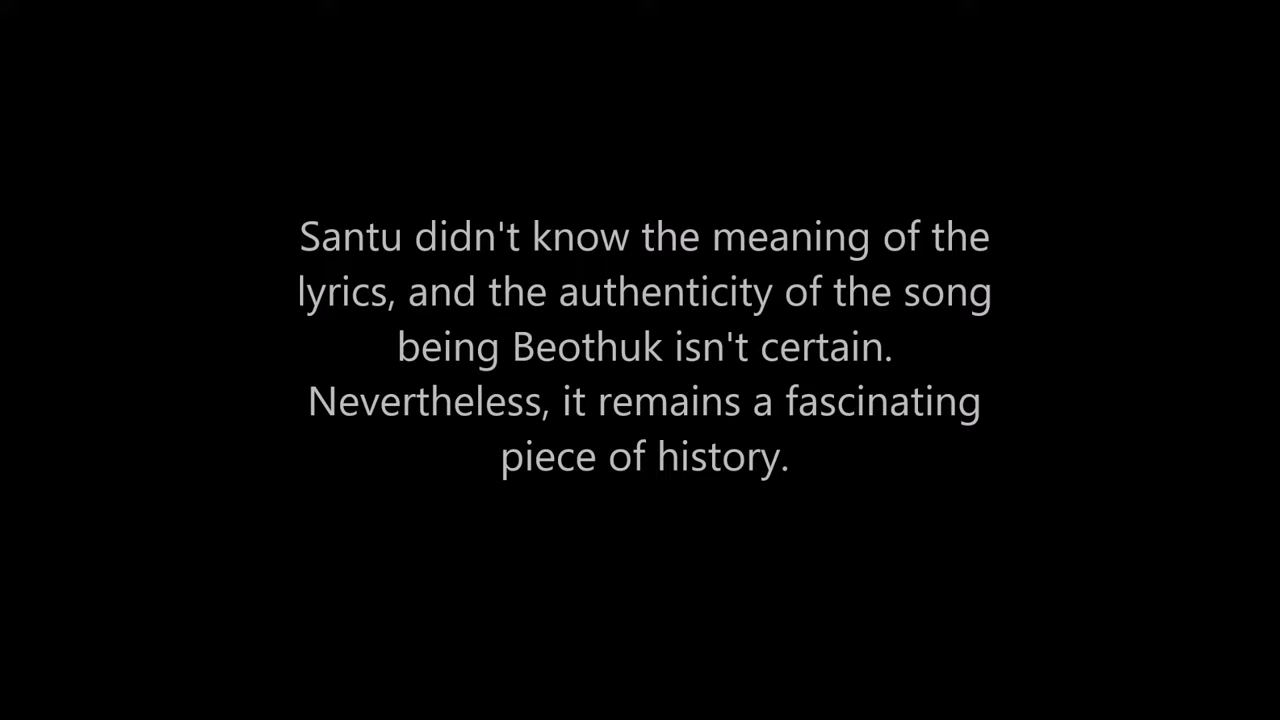 Santu didn't know the meaning of the
lyrics, and the authenticity of the song
being Beothuk isn't certain.
Nevertheless, it remains a fascinating
piece of history.